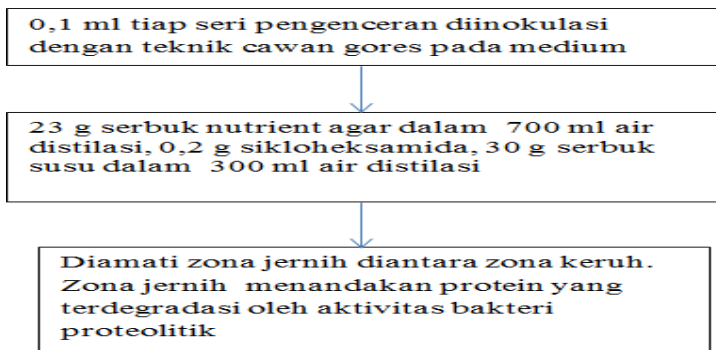 0,1 ml tiap seri pengenceran diinokulasi
dengan teknik cawan gores pada medium
23 g serbuk nutrient agar dalam 700 ml air
distilasi, 0,2 g sikloheksamida, 30 g serbuk
susu dalam 300 ml air distilasi
Diamati zona jernih diantara zona keruh.
Zona jernih menandakan protein yang
terdegradasi oleh aktivitas bakteri
proteolitik